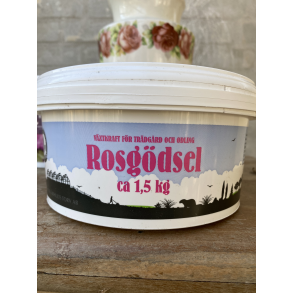 VÄXTKRAFT FÖR TRÄDGÅRD OCH ODLING
Rosgödsel
ca 1,5 kg